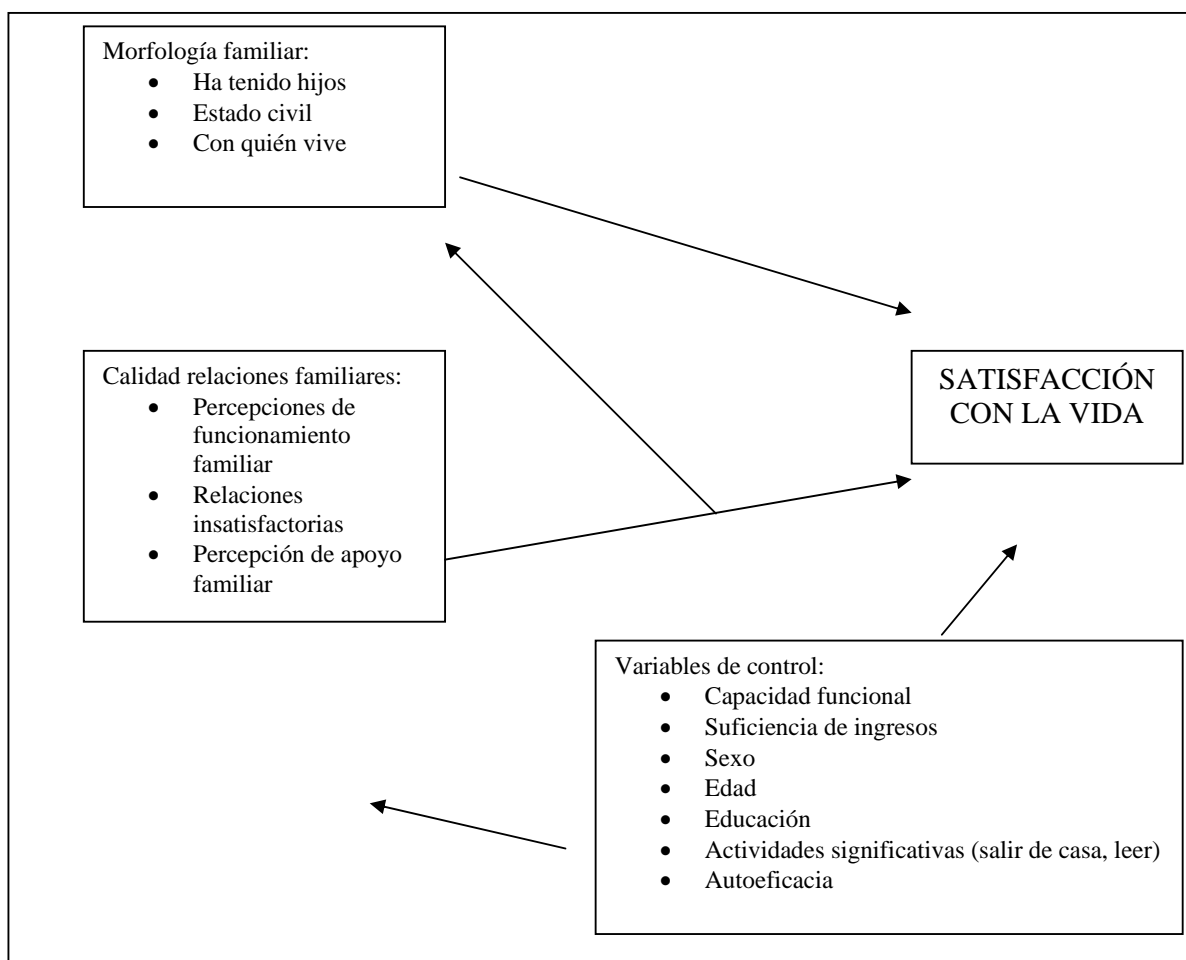 Morfología familiar:
• Ha tenido hijos
• Estado civil
• Con quién vive
Calidad relaciones familiares:
• Percepciones de
funcionamiento
familiar
• Relaciones
insatisfactorias
• Percepción de apoyo
familiar
SATISFACCIÓN
CON LA VIDA
Variables de control:
• Capacidad funcional
• Suficiencia de ingresos
• Sexo
• Edad
• Educación
• Actividades significativas (salir de casa, leer)
• Autoeficacia